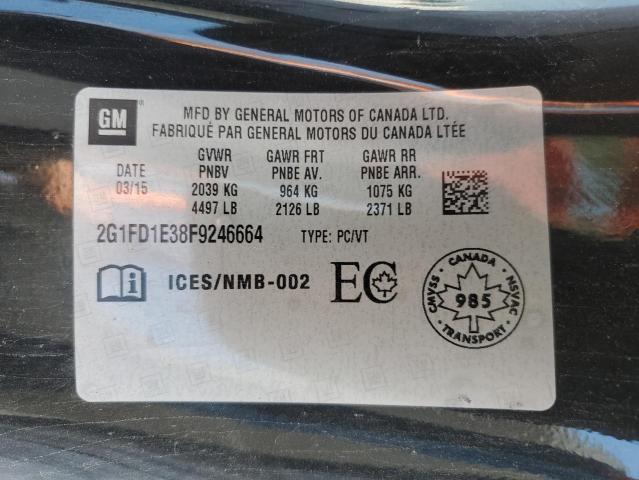 GM
MFD BY GENERAL MOTORS OF CANADA LTD.
FABRIQUÉ PAR GENERAL MOTORS DU CANADA LTÉE
GVWR GAWR FRT GAWR RR
DATE PNBV PNBE AV. PNBE ARR.
03/15 2039 KG 964 KG 1075 KG
4497 LB 2126 LB 2371 LB
2G1FD1E38F9246664 TYPE: PC/VT
i ICES/NMB-002 EC
CANADA
CMVSS 985 NSVAC
TRANSPORT